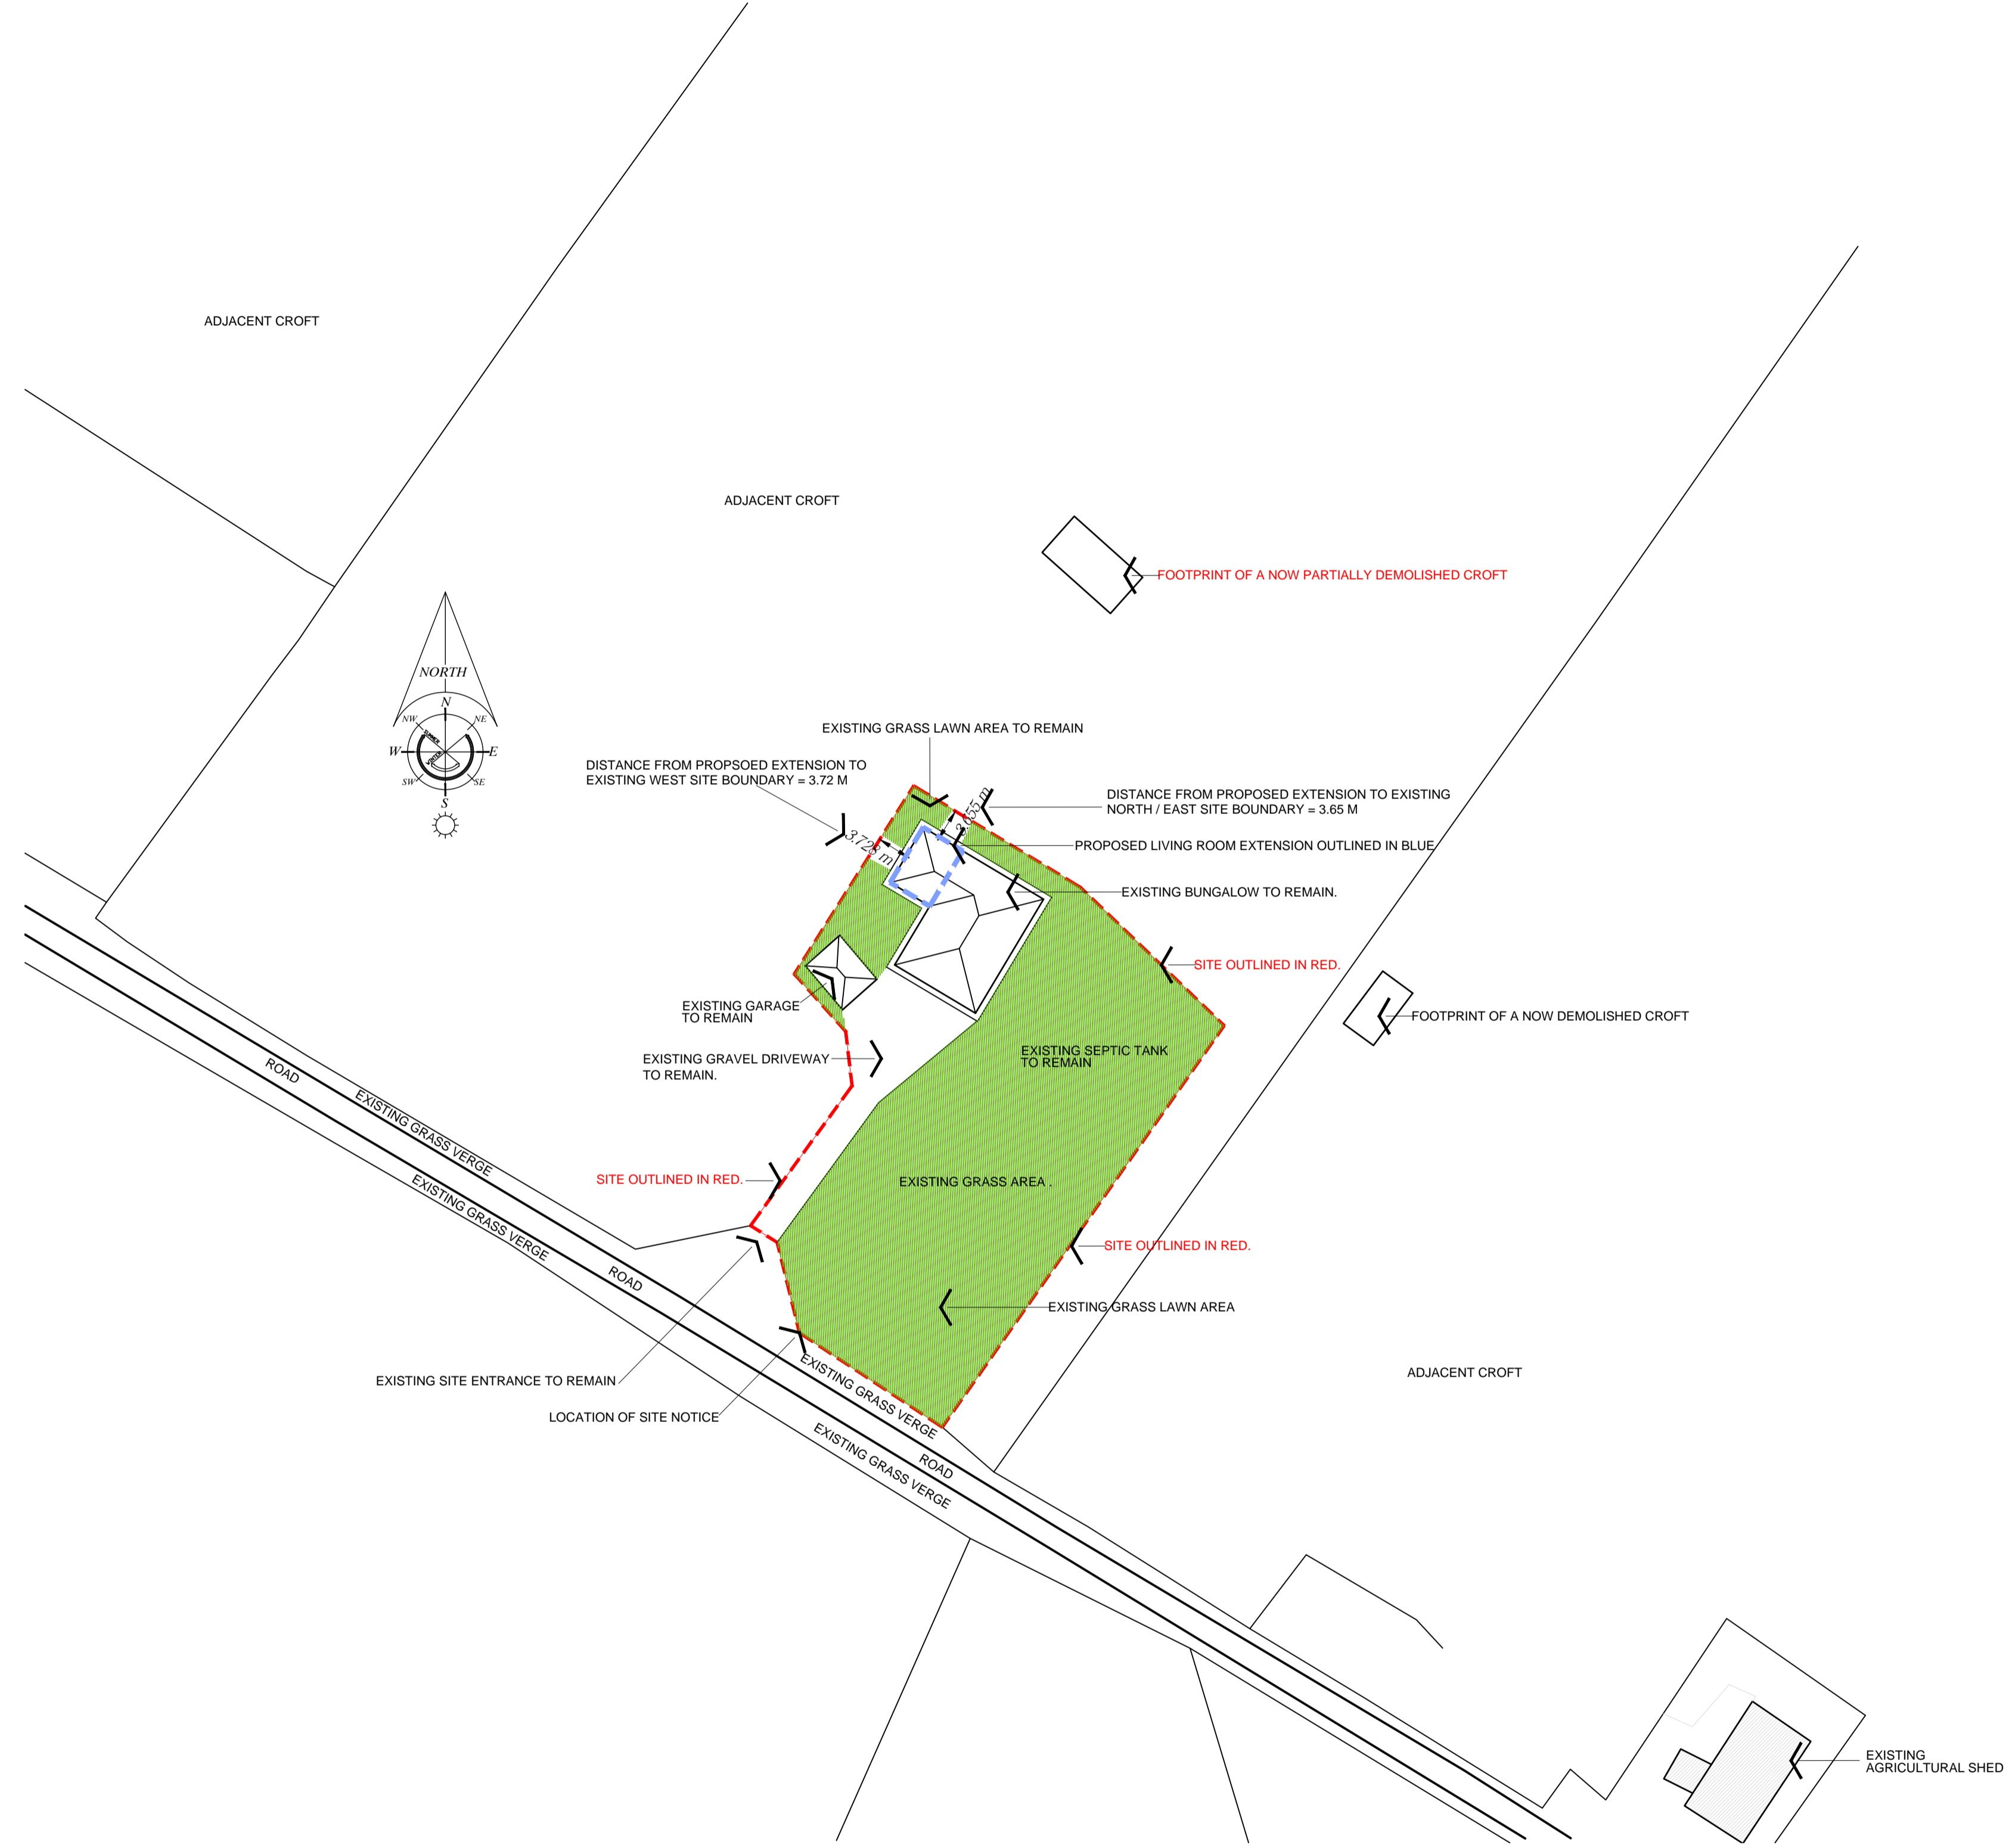 ADJACENT CROFT
ADJACENT CROFT
FOOTPRINT OF A NOW PARTIALLY DEMOLISHED CROFT
NORTH
N
NW
NE
SUMMER
W
E
WINTER
SW
SE
S
EXISTING GRASS LAWN AREA TO REMAIN
DISTANCE FROM PROPSOED EXTENSION TO
EXISTING WEST SITE BOUNDARY = 3.72 M
DISTANCE FROM PROPOSED EXTENSION TO EXISTING
NORTH / EAST SITE BOUNDARY = 3.65 M
3.655 m
3.723 m
PROPOSED LIVING ROOM EXTENSION OUTLINED IN BLUE
EXISTING BUNGALOW TO REMAIN.
SITE OUTLINED IN RED.
EXISTING GARAGE
TO REMAIN
FOOTPRINT OF A NOW DEMOLISHED CROFT
EXISTING SEPTIC TANK
TO REMAIN
EXISTING GRAVEL DRIVEWAY
TO REMAIN.
ROAD
EXISTING GRASS VERGE
EXISTING GRASS VERGE
SITE OUTLINED IN RED.
EXISTING GRASS AREA .
SITE OUTLINED IN RED.
ROAD
EXISTING GRASS LAWN AREA
EXISTING SITE ENTRANCE TO REMAIN
ADJACENT CROFT
LOCATION OF SITE NOTICE
EXISTING GRASS VERGE
ROAD
EXISTING GRASS VERGE
EXISTING
AGRICULTURAL SHED